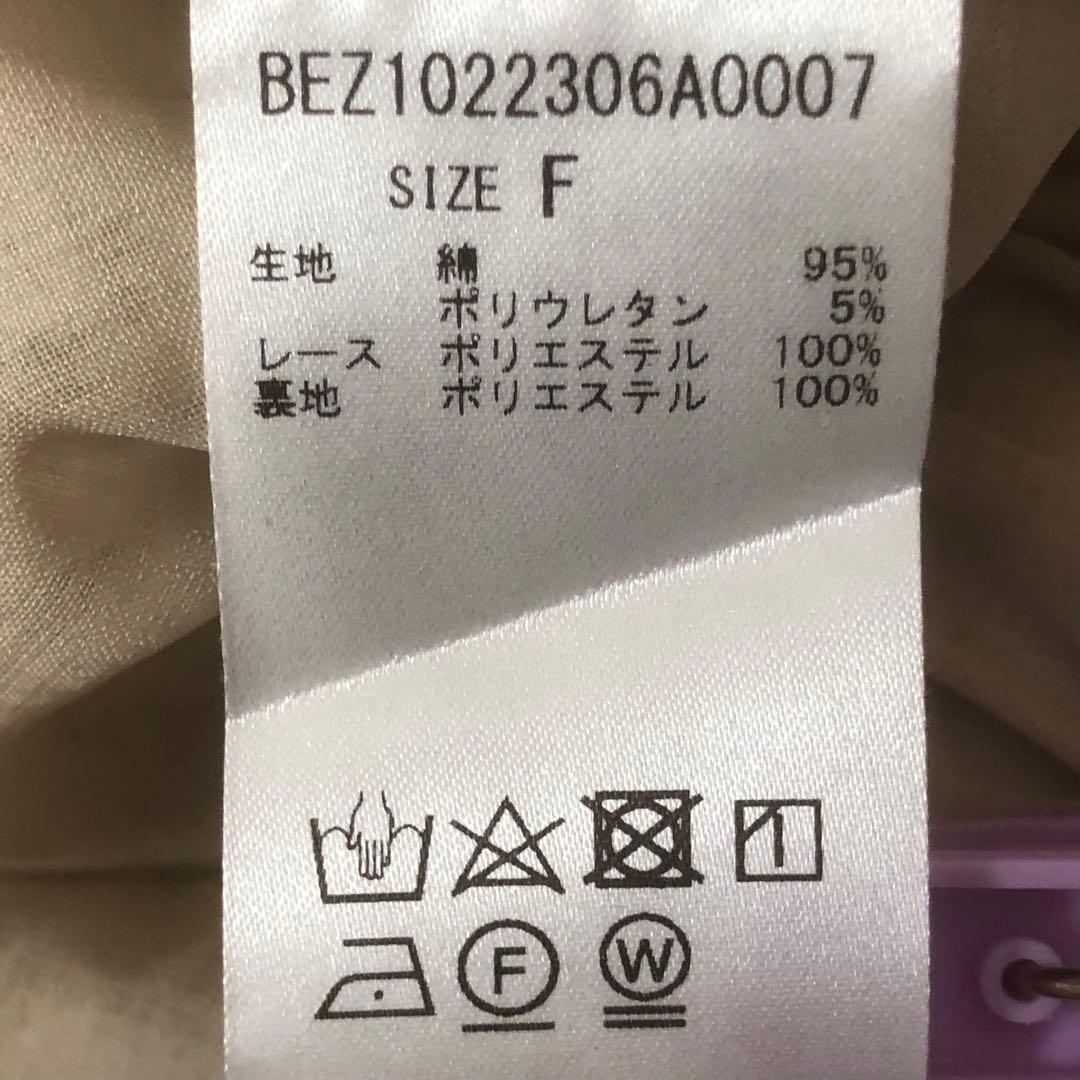 BEZ1022306A0007
SIZE F
生地 綿 95%
ポリウレタン 5%
レース ポリエステル 100%
裏地 ポリエステル 100%
F W